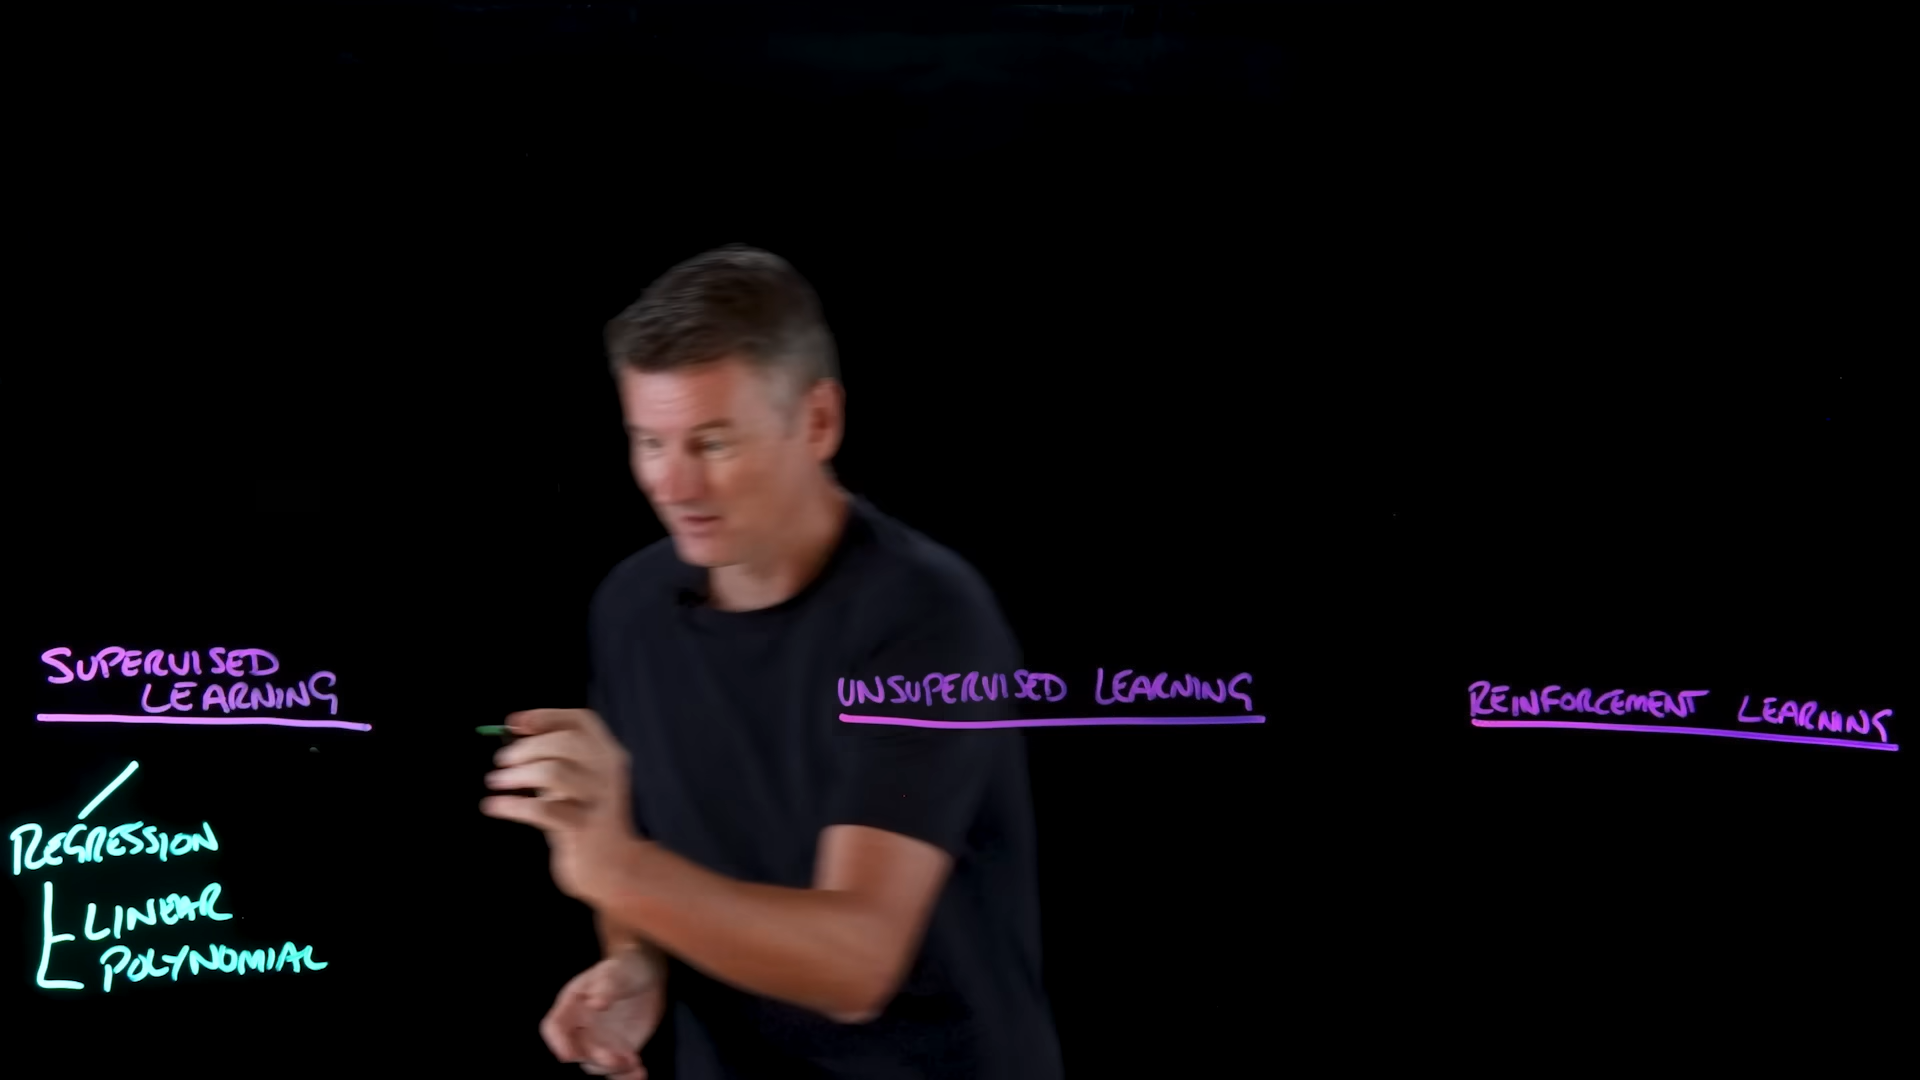 SUPERVISED
LEARNING
UNSUPERVISED LEARNING
REINFORCEMENT LEARNING
REGRESSION
LINEAR
POLYNOMIAL